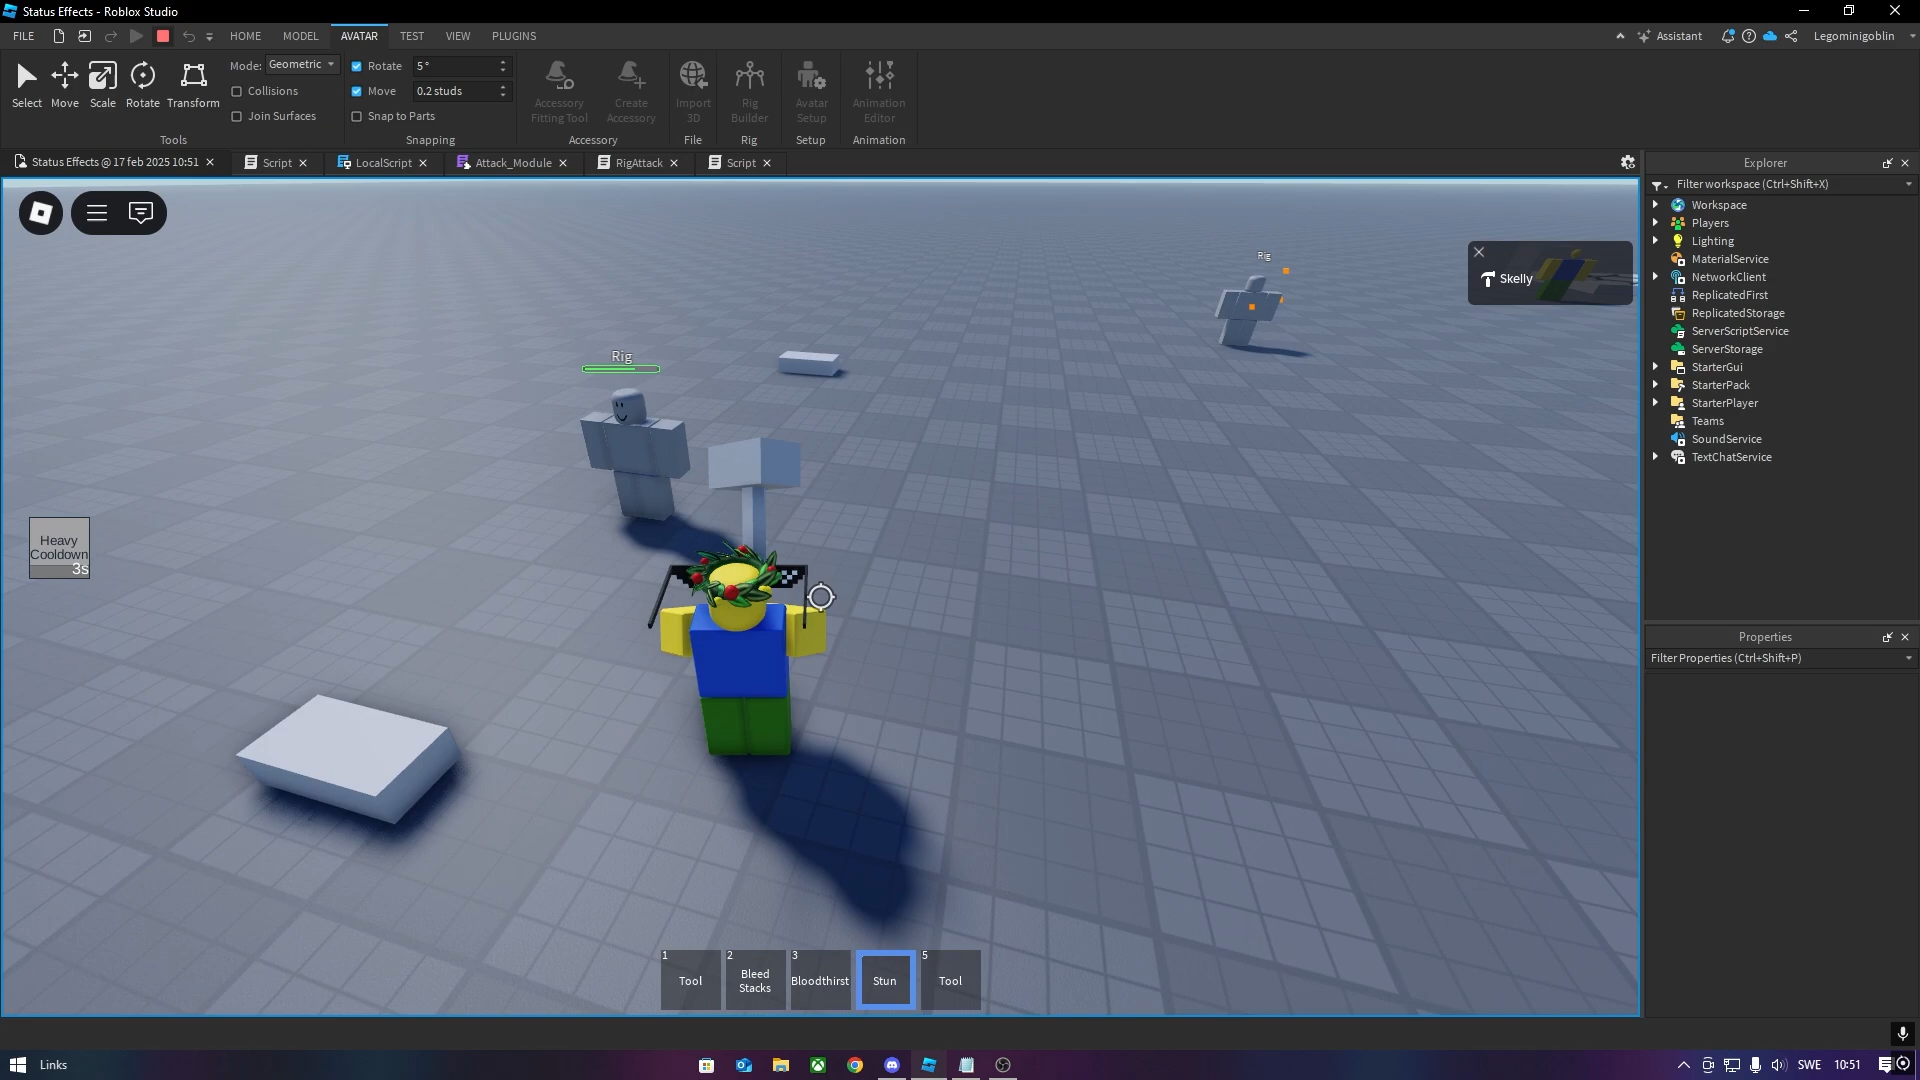 Status Effects - Roblox Studio
FILE
HOME
MODEL
AVATAR
TEST
VIEW
PLUGINS
Assistant
Legominigoblin
Select
Move
Scale
Rotate
Transform
Mode:
Geometric
Collisions
Join Surfaces
Tools
Rotate
5 °
Move
0.2 studs
Snap to Parts
Snapping
Accessory
Fitting Tool
Create
Accessory
Accessory
Import
3D
File
Rig
Builder
Rig
Avatar
Setup
Setup
Animation
Editor
Animation
Status Effects @ 17 feb 2025 10:51
Script
LocalScript
Attack_Module
RigAttack
Script
Rig
Rig
Skelly
Heavy
Cooldown
3s
1
Tool
2
Bleed
Stacks
3
Bloodthirst
Stun
5
Tool
Explorer
Filter workspace (Ctrl+Shift+X)
Workspace
Players
Lighting
MaterialService
NetworkClient
ReplicatedFirst
ReplicatedStorage
ServerScriptService
ServerStorage
StarterGui
StarterPack
StarterPlayer
Teams
SoundService
TextChatService
Properties
Filter Properties (Ctrl+Shift+P)
Links
SWE
10:51